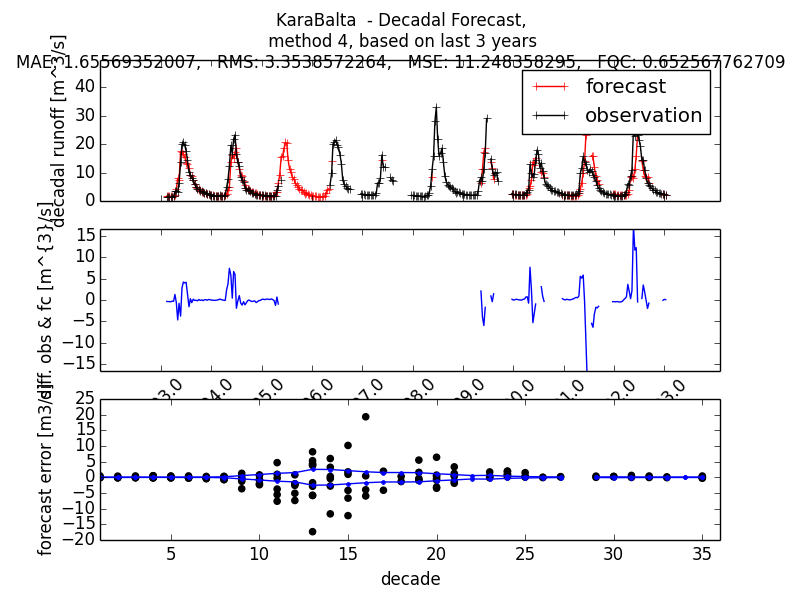 KaraBalta  - Decadal Forecast,
method 4, based on last 3 years
MAE: 1.65569352007,   RMS: 3.3538572264,   MSE: 11.248358295,   FQC: 0.652567762709
decadal runoff [m^3/s]
40
30
20
10
0
forecast
observation
diff. obs & fc [m^{3}/s]
15
10
5
0
−5
−10
−15
forecast error [m3/s]
25
20
15
10
5
0
−5
−10
−15
−20
5 10 15 20 25 30 35
decade